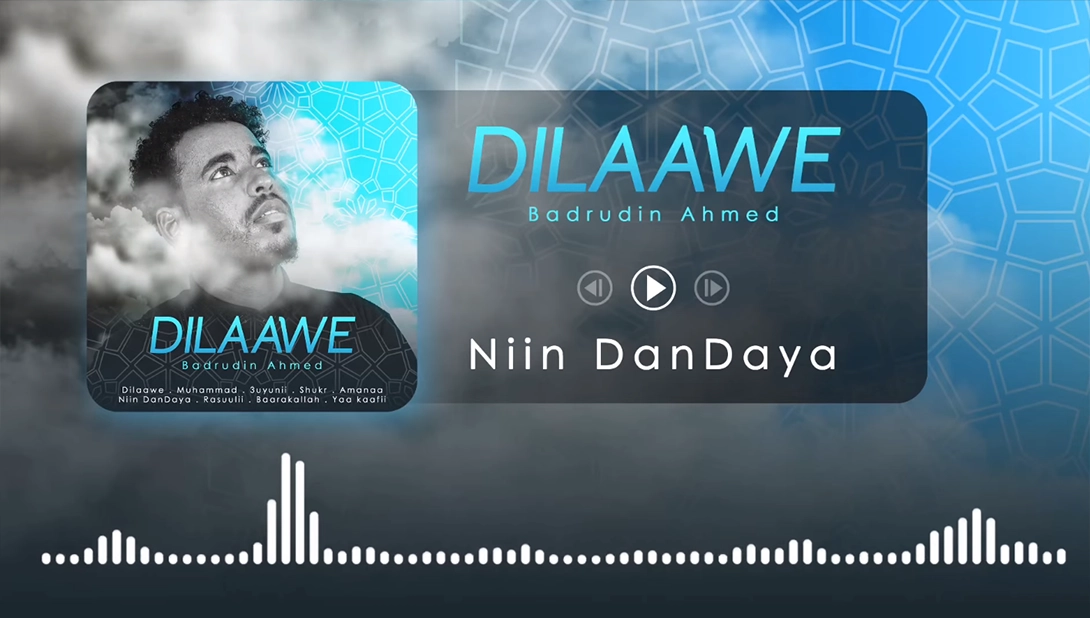 DILAAWE
Badrudin Ahmed
Dilaawe . Muhammad . 3uyunii . Shukr . Amanaa
Niin DanDaya . Rasuulii . Baarakallah . Yaa kaafii
DILAAWE
Badrudin Ahmed
Niin DanDaya